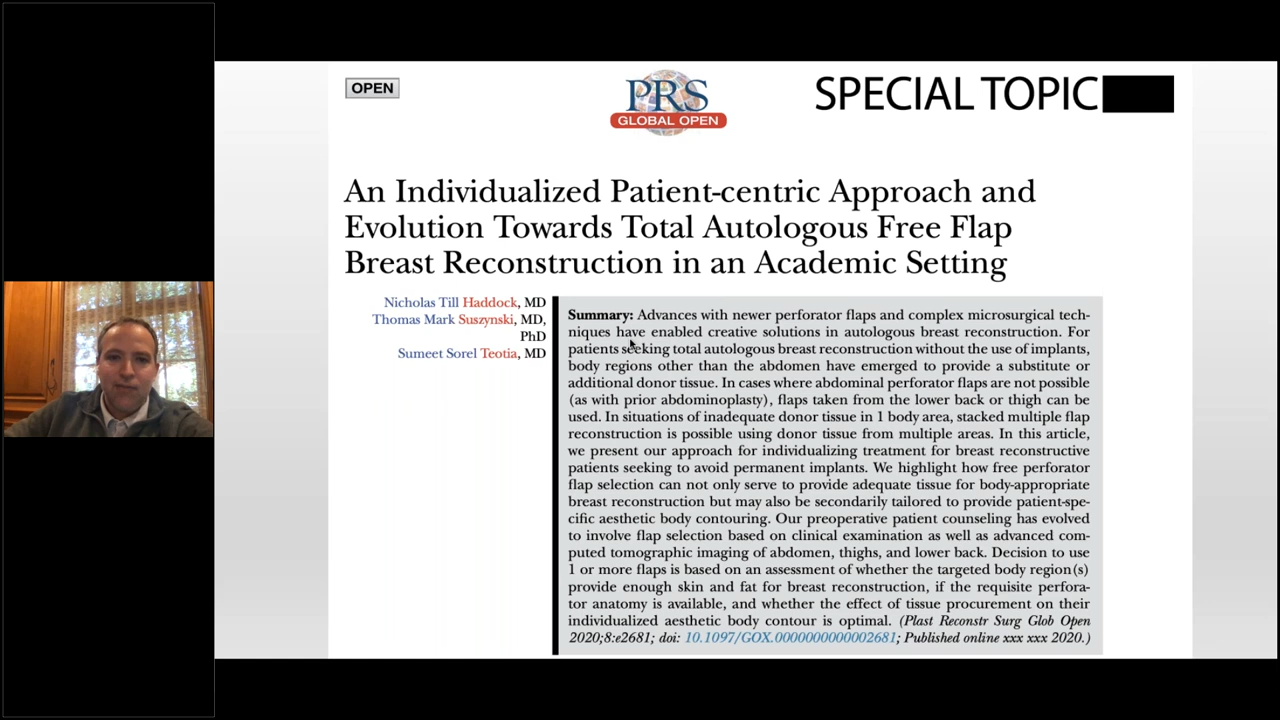 OPEN
PRS
GLOBAL OPEN
SPECIAL TOPIC
An Individualized Patient-centric Approach and
Evolution Towards Total Autologous Free Flap
Breast Reconstruction in an Academic Setting
Nicholas Till Haddock, MD
Thomas Mark Suszynski, MD,
PhD
Sumeet Sorel Teotia, MD
Summary: Advances with newer perforator flaps and complex microsurgical tech-
niques have enabled creative solutions in autologous breast reconstruction. For
patients seeking total autologous breast reconstruction without the use of implants,
body regions other than the abdomen have emerged to provide a substitute or
additional donor tissue. In cases where abdominal perforator flaps are not possible
(as with prior abdominoplasty), flaps taken from the lower back or thigh can be
used. In situations of inadequate donor tissue in 1 body area, stacked multiple flap
reconstruction is possible using donor tissue from multiple areas. In this article,
we present our approach for individualizing treatment for breast reconstructive
patients seeking to avoid permanent implants. We highlight how free perforator
flap selection can not only serve to provide adequate tissue for body-appropriate
breast reconstruction but may also be secondarily tailored to provide patient-spe-
cific aesthetic body contouring. Our preoperative patient counseling has evolved
to involve flap selection based on clinical examination as well as advanced com-
puted tomographic imaging of abdomen, thighs, and lower back. Decision to use
1 or more flaps is based on an assessment of whether the targeted body region(s)
provide enough skin and fat for breast reconstruction, if the requisite perfora-
tor anatomy is available, and whether the effect of tissue procurement on their
individualized aesthetic body contour is optimal. (Plast Reconstr Surg Glob Open
2020;8:e2681; doi: 10.1097/GOX.0000000000002681; Published online xxx xxx 2020.)